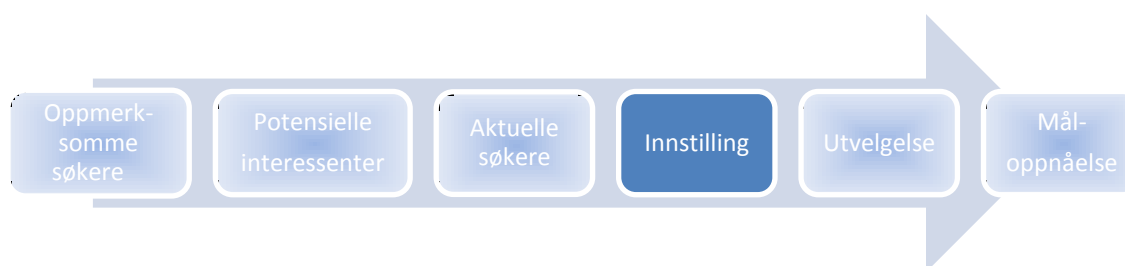 Oppmerk-
somme
søkere
Potensielle
interessenter
Aktuelle
søkere
Innstilling
Utvelgelse
Mål-
oppnåelse